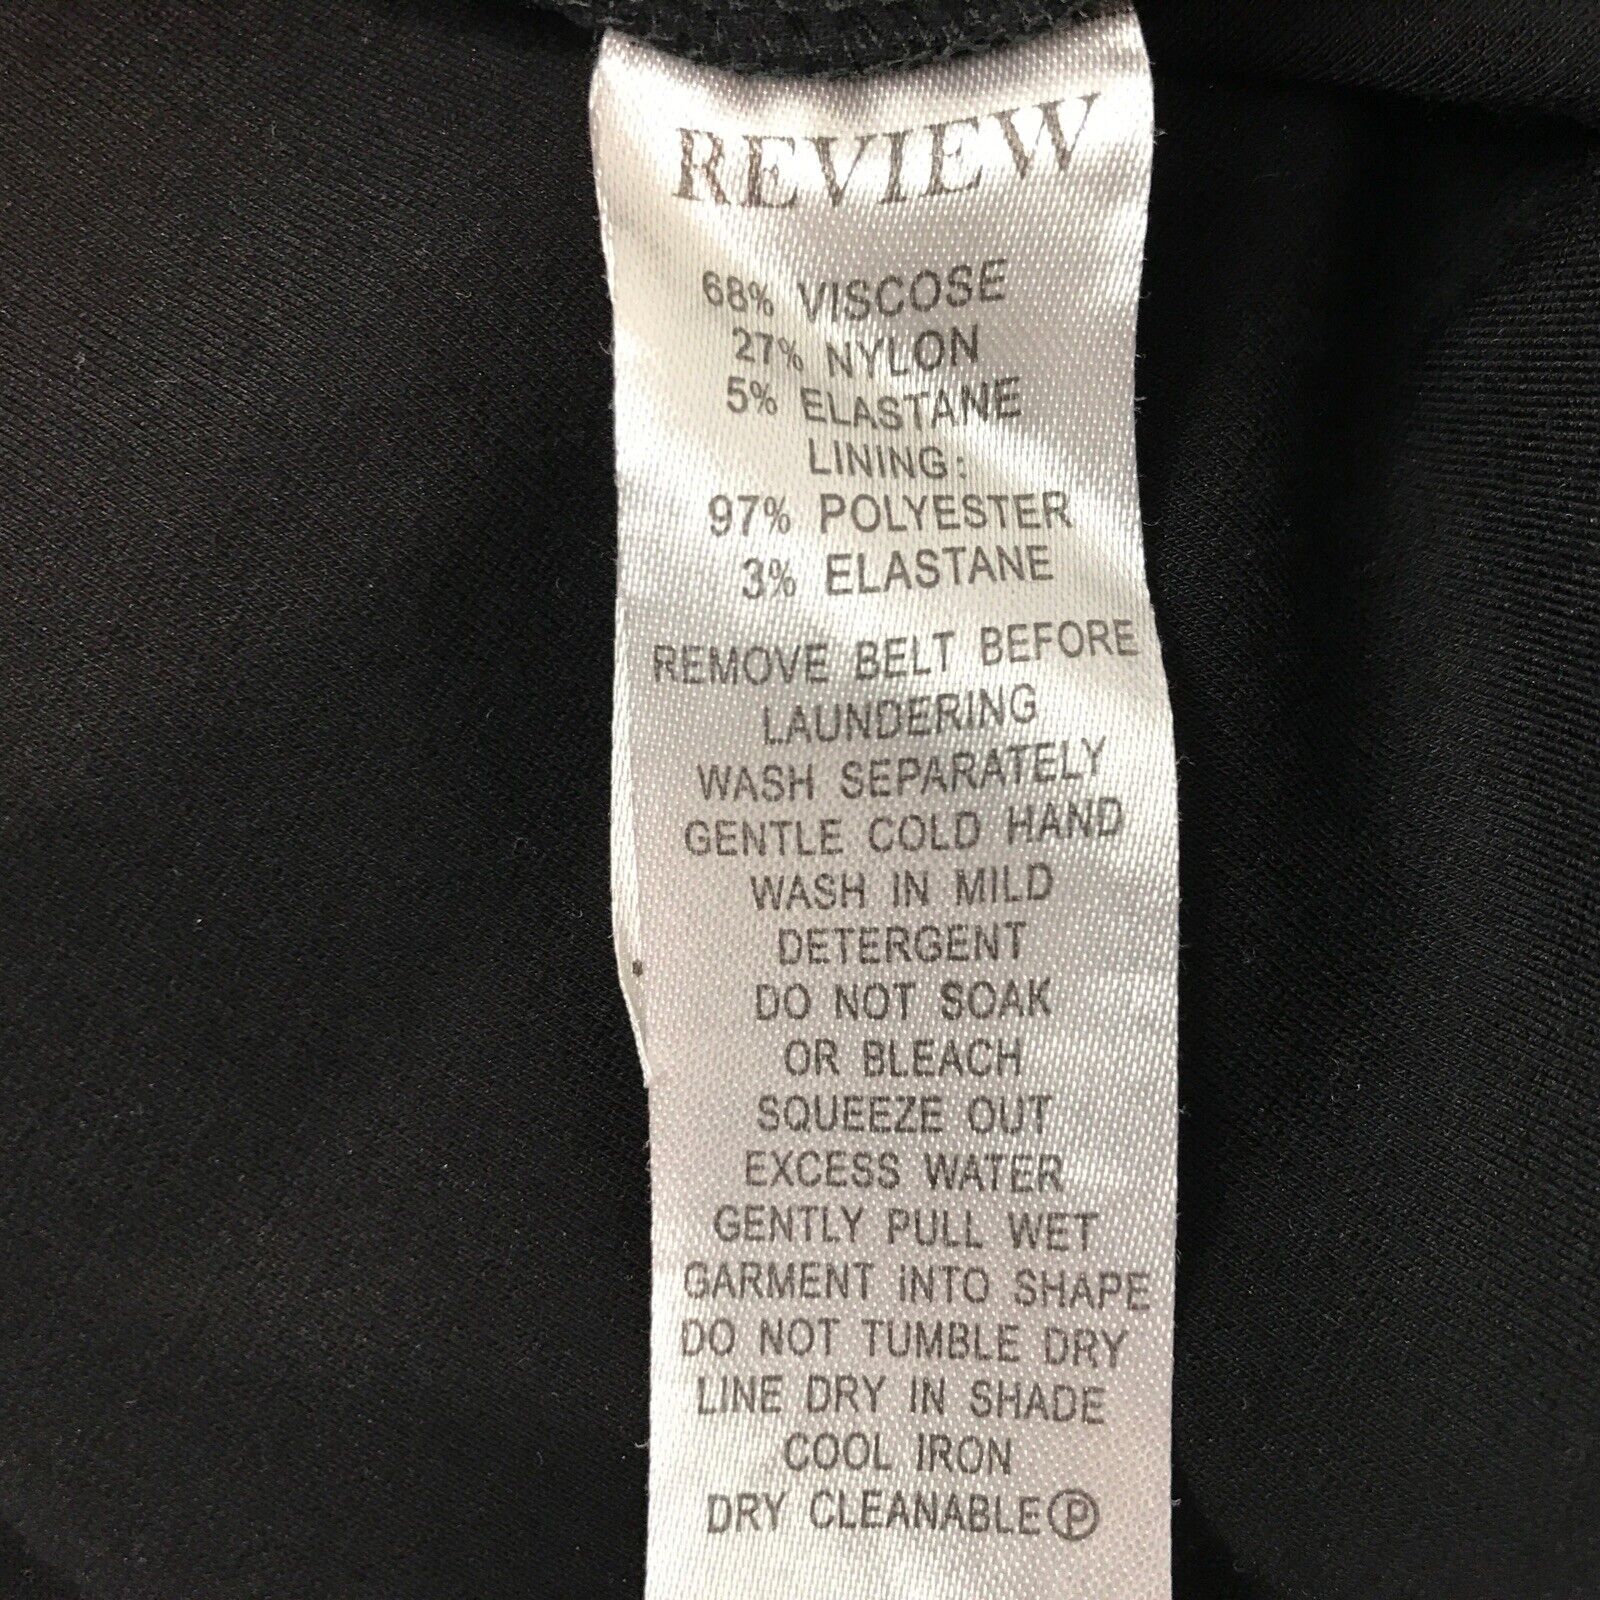 REVIEW
68% VISCOSE
27% NYLON
5% ELASTANE
LINING:
97% POLYESTER
3% ELASTANE
REMOVE BELT BEFORE
LAUNDERING
WASH SEPARATELY
GENTLE COLD HAND
WASH IN MILD
DETERGENT
DO NOT SOAK
OR BLEACH
SQUEEZE OUT
EXCESS WATER
GENTLY PULL WET
GARMENT INTO SHAPE
DO NOT TUMBLE DRY
LINE DRY IN SHADE
COOL IRON
DRY CLEANABLE Ⓟ